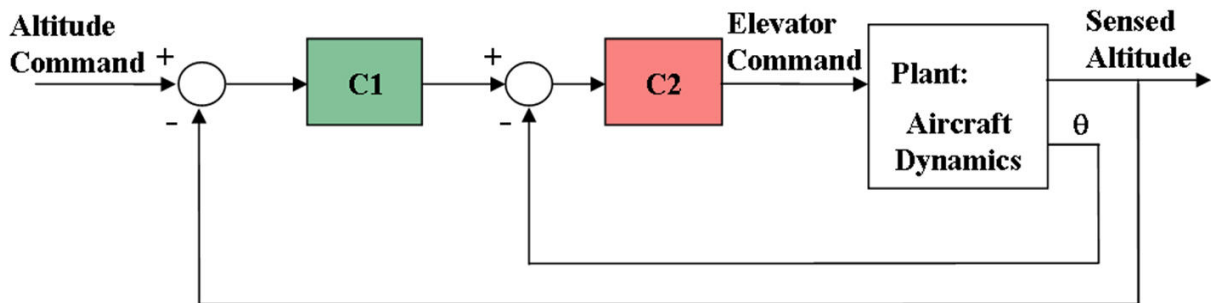 Altitude
Command
+
-
C1
+
-
C2
Elevator
Command
Plant:
Aircraft
Dynamics
Sensed
Altitude
θ